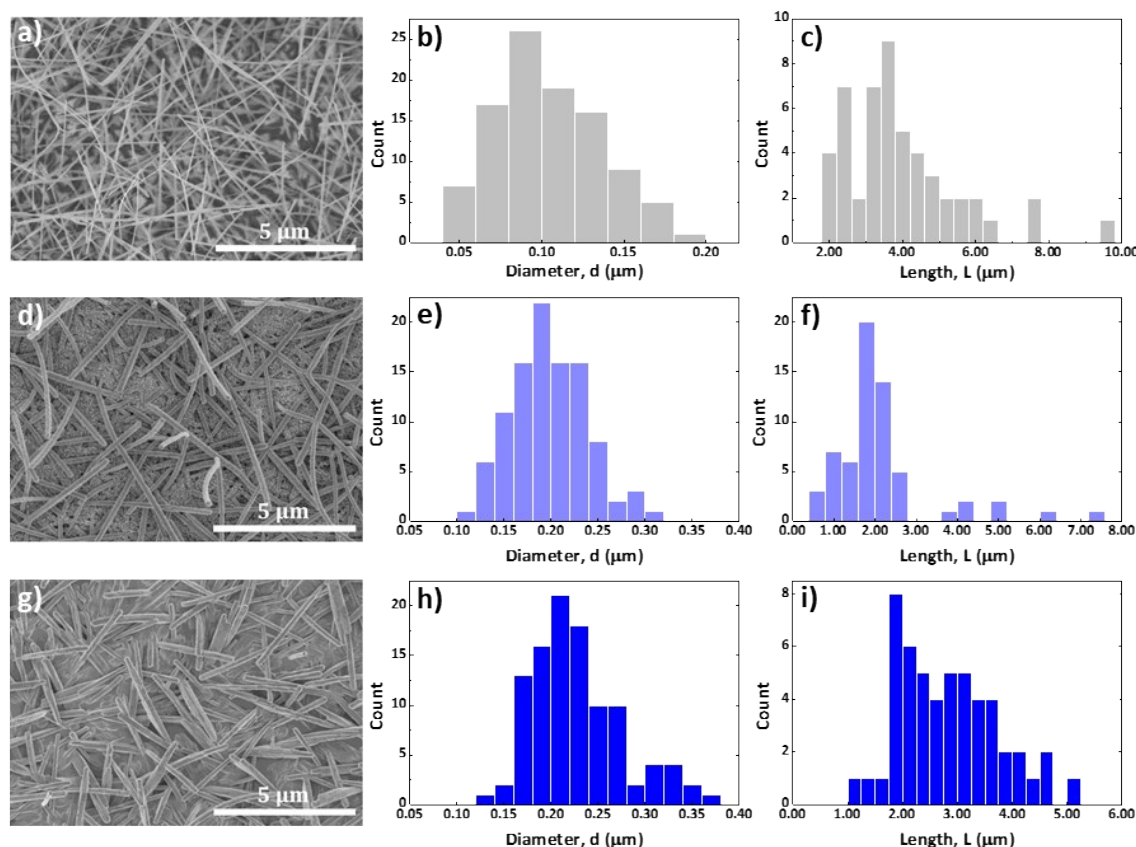 a)
5 μm
b)
Count
25
20
15
10
5
0
0.05 0.10 0.15 0.20
Diameter, d (μm)
c)
Count
10
8
6
4
2
0
2.00 4.00 6.00 8.00 10.00
Length, L (μm)
d)
5 μm
e)
Count
20
15
10
5
0
0.05 0.10 0.15 0.20 0.25 0.30 0.35 0.40
Diameter, d (μm)
f)
Count
20
15
10
5
0
0.00 1.00 2.00 3.00 4.00 5.00 6.00 7.00 8.00
Length, L (μm)
g)
5 μm
h)
Count
20
15
10
5
0
0.05 0.10 0.15 0.20 0.25 0.30 0.35 0.40
Diameter, d (μm)
i)
Count
8
6
4
2
0
0.00 1.00 2.00 3.00 4.00 5.00 6.00
Length, L (μm)